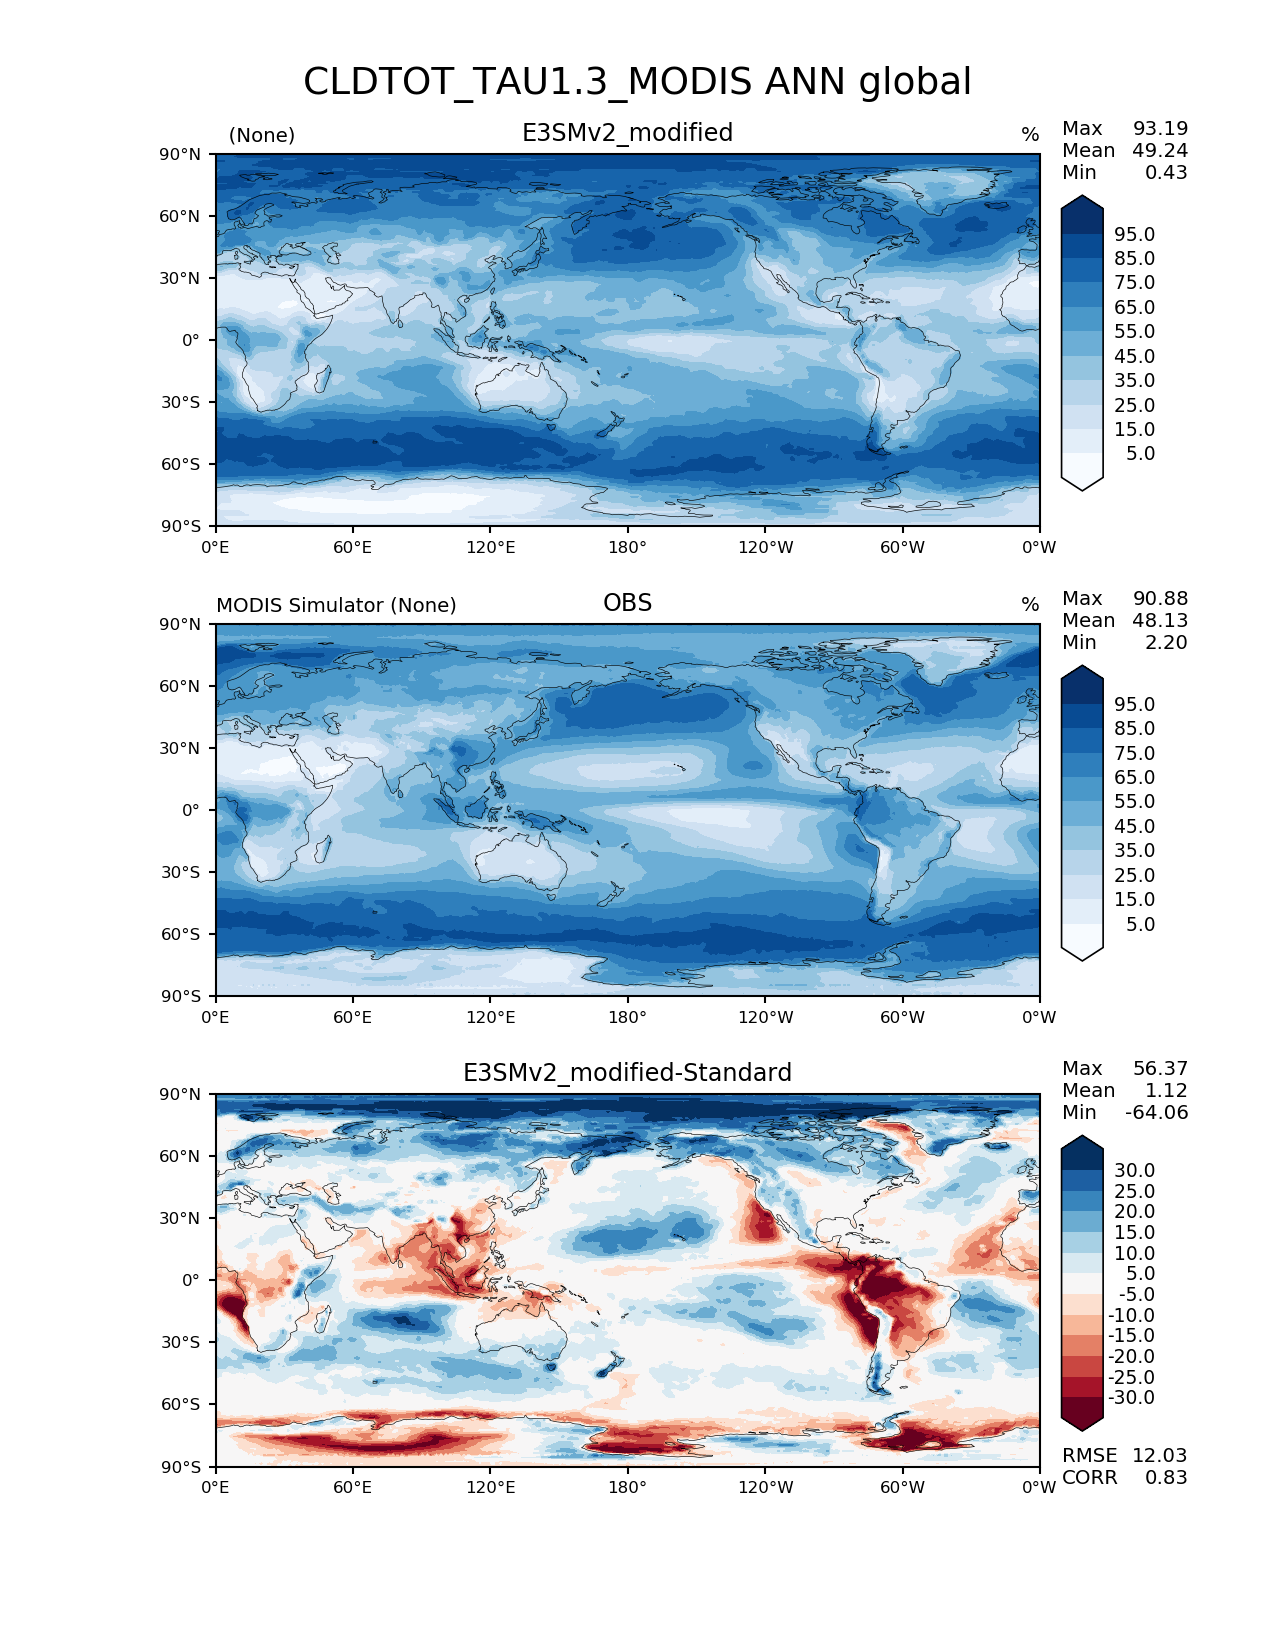 CLDTOT_TAU1.3_MODIS ANN global
(None) E3SMv2_modified %
Max 93.19
Mean 49.24
Min 0.43
90°N
60°N
30°N
0°
30°S
60°S
90°S
0°E 60°E 120°E 180° 120°W 60°W 0°W
95.0
85.0
75.0
65.0
55.0
45.0
35.0
25.0
15.0
5.0
MODIS Simulator (None) OBS %
Max 90.88
Mean 48.13
Min 2.20
90°N
60°N
30°N
0°
30°S
60°S
90°S
0°E 60°E 120°E 180° 120°W 60°W 0°W
95.0
85.0
75.0
65.0
55.0
45.0
35.0
25.0
15.0
5.0
E3SMv2_modified-Standard
Max 56.37
Mean 1.12
Min -64.06
90°N
60°N
30°N
0°
30°S
60°S
90°S
0°E 60°E 120°E 180° 120°W 60°W 0°W
30.0
25.0
20.0
15.0
10.0
5.0
-5.0
-10.0
-15.0
-20.0
-25.0
-30.0
RMSE 12.03
CORR 0.83